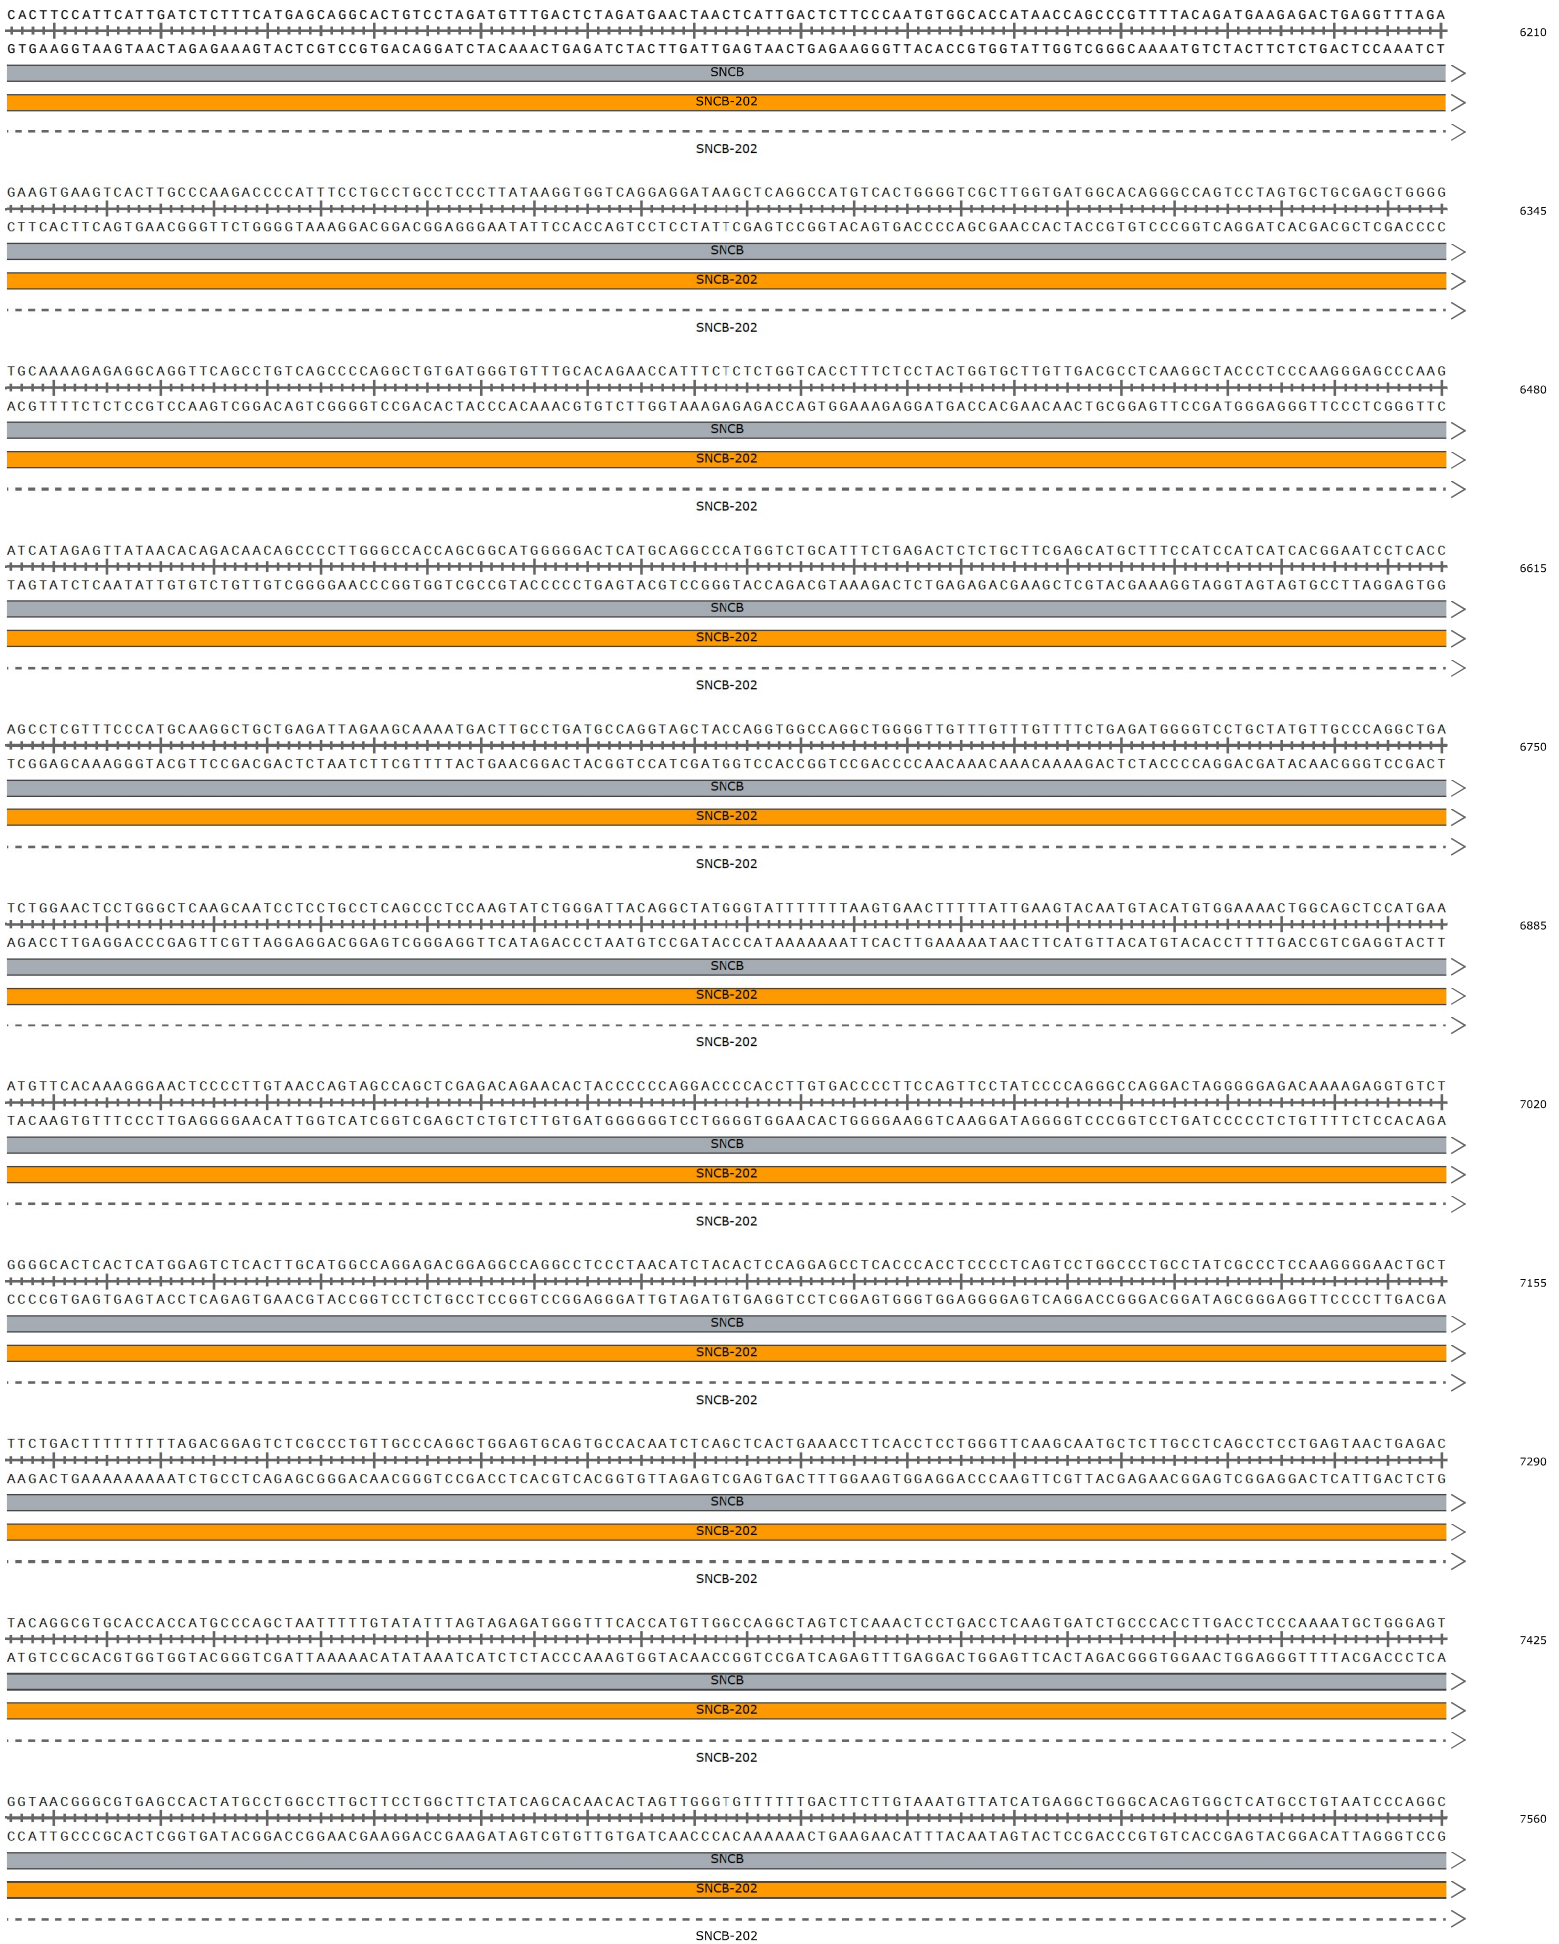 CACTTCCATTCATTGATCTCTTTCATGAGCAGGCACTGTCCTAGATGTTTGACTCTAGATGAACTAACTCATTGACTCTTCCCAATGTGGCACCATAACCAGCCCGTTTTACAGATGAAGAGACTGAGGTTTAGA
6210
GTGAAGGTAAGTAACTAGAGAAAGTACTCGTCCGTGACAGGATCTACAAACTGAGATCTACTTGATTGAGTAACTGAGAAGGGTTACACCGTGGTATTGGTCGGGCAAAATGTCTACTTCTCTGACTCCAAATCT
SNCB
SNCB-202
SNCB-202
GAAGTGAAGTCACTTGCCCAAGACCCCATTTCCTGCCTGCCTCCCTTATAAGGTGGTCAGGAGGATAAGCTCAGGCCATGTCACTGGGGTCGCTTGGTGATGGCACAGGGCCAGTCCTAGTGCTGCGAGCTGGGG
6345
CTTCACTTCAGTGAACGGGTTCTGGGGTAAAGGACGGACGGAGGGAATATTCCACCAGTCCTCCTATTCGAGTCCGGTACAGTGACCCCAGCGAACCACTACCGTGTCCCGGTCAGGATCACGACGCTCGACCCC
SNCB
SNCB-202
SNCB-202
TGCAAAAGAGAGGCAGGTTCAGCCTGTCAGCCCCAGGCTGTGATGGGTGTTTGCACAGAACCATTTCTCTCTGGTCACCTTTCTCCTACTGGTGCTTGTTGACGCCTCAAGGCTACCCTCCCAAGGGAGCCCAAG
6480
ACGTTTTCTCTCCGTCCAAGTCGGACAGTCGGGGTCCGACACTACCCACAAACGTGTCTTGGTAAAGAGAGACCAGTGGAAAGAGGATGACCACGAACAACTGCGGAGTTCCGATGGGAGGGTTCCCTCGGGTTC
SNCB
SNCB-202
SNCB-202
ATCATAGAGTTATAACACAGACAACAGCCCCTTGGGCCACCAGCGGCATGGGGGACTCATGCAGGCCCATGGTCTGCATTTCTGAGACTCTCTGCTTCGAGCATGCTTTCCATCCATCATCACGGAATCCTCACC
6615
TAGTATCTCAATATTGTGTCTGTTGTCGGGGAACCCGGTGGTCGCCGTACCCCCTGAGTACGTCCGGGTACCAGACGTAAAGACTCTGAGAGACGAAGCTCGTACGAAAGGTAGGTAGTAGTGCCTTAGGAGTGG
SNCB
SNCB-202
SNCB-202
AGCCTCGTTTCCCATGCAAGGCTGCTGAGATTAGAAGCAAAATGACTTGCCTGATGCCAGGTAGCTACCAGGTGGCCAGGCTGGGGTTGTTTGTTTGTTTTCTGAGATGGGGTCCTGCTATGTTGCCCAGGCTGA
6750
TCGGAGCAAAGGGTACGTTCCGACGACTCTAATCTTCGTTTTACTGAACGGACTACGGTCCATCGATGGTCCACCGGTCCGACCCCAACAAACAAACAAAAGACTCTACCCCAGGACGATACAACGGGTCCGACT
SNCB
SNCB-202
SNCB-202
TCTGGAACTCCTGGGCTCAAGCAATCCTCCTGCCTCAGCCCTCCAAGTATCTGGGATTACAGGCTATGGGTATTTTTTTAAGTGAACTTTTTATTGAAGTACAATGTACATGTGGAAAACTGGCAGCTCCATGAA
6885
AGACCTTGAGGACCCGAGTTCGTTAGGAGGACGGAGTCGGGAGGTTCATAGACCCTAATGTCCGATACCCATAAAAAAATTCACTTGAAAAATAACTTCATGTTACATGTACACCTTTTGACCGTCGAGGTACTT
SNCB
SNCB-202
SNCB-202
ATGTTCACAAAGGGAACTCCCCTTGTAACCAGTAGCCAGCTCGAGACAGAACACTACCCCCCAGGACCCCACCTTGTGACCCCTTCCAGTTCCTATCCCCAGGGCCAGGACTAGGGGGAGACAAAAGAGGTGTCT
7020
TACAAGTGTTTCCCTTGAGGGGAACATTGGTCATCGGTCGAGCTCTGTCTTGTGATGGGGGGTCCTGGGGTGGAACACTGGGGAAGGTCAAGGATAGGGGTCCCGGTCCTGATCCCCCTCTGTTTTCTCCACAGA
SNCB
SNCB-202
SNCB-202
GGGGCACTCACTCATGGAGTCTCACTTGCATGGCCAGGAGACGGAGGCCAGGCCTCCCTAACATCTACACTCCAGGAGCCTCACCCACCTCCCCTCAGTCCTGGCCCTGCCTATCGCCCTCCAAGGGGAACTGCT
7155
CCCCGTGAGTGAGTACCTCAGAGTGAACGTACCGGTCCTCTGCCTCCGGTCCGGAGGGATTGTAGATGTGAGGTCCTCGGAGTGGGTGGAGGGGAGTCAGGACCGGGACGGATAGCGGGAGGTTCCCCTTGACGA
SNCB
SNCB-202
SNCB-202
TTCTGACTTTTTTTTTAGACGGAGTCTCGCCCTGTTGCCCAGGCTGGAGTGCAGTGCCACAATCTCAGCTCACTGAAACCTTCACCTCCTGGGTTCAAGCAATGCTCTTGCCTCAGCCTCCTGAGTAACTGAGAC
7290
AAGACTGAAAAAAAAATCTGCCTCAGAGCGGGACAACGGGTCCGACCTCACGTCACGGTGTTAGAGTCGAGTGACTTTGGAAGTGGAGGACCCAAGTTCGTTACGAGAACGGAGTCGGAGGACTCATTGACTCTG
SNCB
SNCB-202
SNCB-202
TACAGGCGTGCACCACCATGCCCAGCTAATTTTTGTATATTTAGTAGAGATGGGTTTCACCATGTTGGCCAGGCTAGTCTCAAACTCCTGACCTCAAGTGATCTGCCCACCTTGACCTCCCAAAATGCTGGGAGT
7425
ATGTCCGCACGTGGTGGTACGGGTCGATTAAAAACATATAAATCATCTCTACCCAAAGTGGTACAACCGGTCCGATCAGAGTTTGAGGACTGGAGTTCACTAGACGGGTGGAACTGGAGGGTTTTACGACCCTCA
SNCB
SNCB-202
SNCB-202
GGTAACGGGCGTGAGCCACTATGCCTGGCCTTGCTTCCTGGCTTCTATCAGCACAACACTAGTTGGGTGTTTTTTGACTTCTTGTAAATGTTATCATGAGGCTGGGCACAGTGGCTCATGCCTGTAATCCCAGGC
7560
CCATTGCCCGCACTCGGTGATACGGACCGGAACGAAGGACCGAAGATAGTCGTGTTGTGATCAACCCACAAAAAACTGAAGAACATTTACAATAGTACTCCGACCCGTGTCACCGAGTACGGACATTAGGGTCCG
SNCB
SNCB-202
SNCB-202